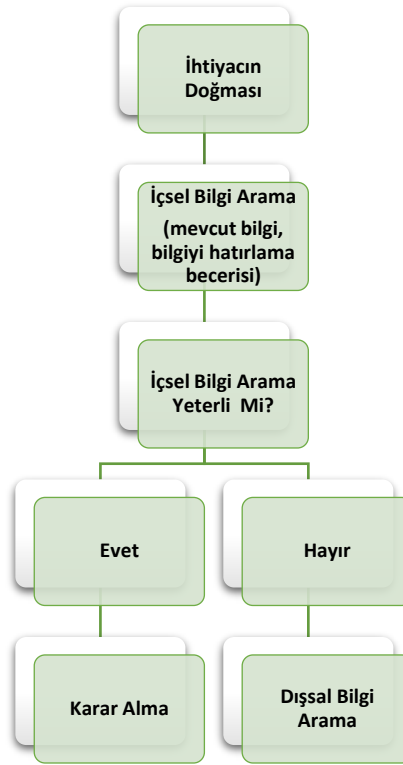 İhtiyacın
Doğması
İçsel Bilgi Arama
(mevcut bilgi,
bilgiyi hatırlama
becerisi)
İçsel Bilgi Arama
Yeterli Mi?
Evet
Hayır
Karar Alma
Dışsal Bilgi
Arama